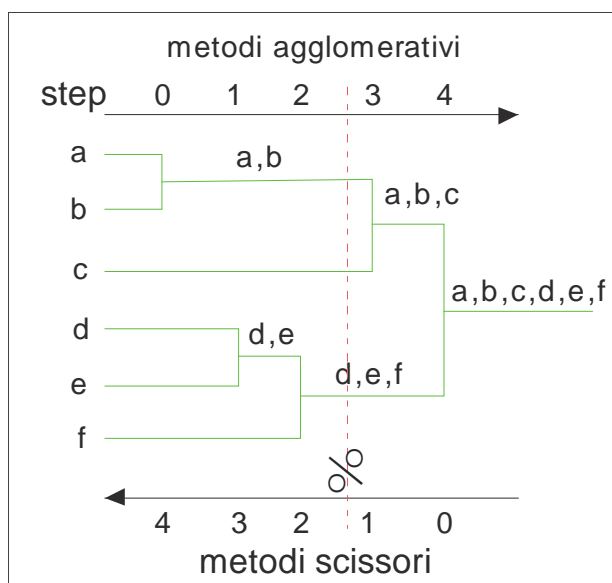 metodi agglomerativi
step 0 1 2 3 4
a
a,b
b
a,b,c
c
a,b,c,d,e,f
d
d,e
e
d,e,f
f
%
4 3 2 1 0
metodi scissori